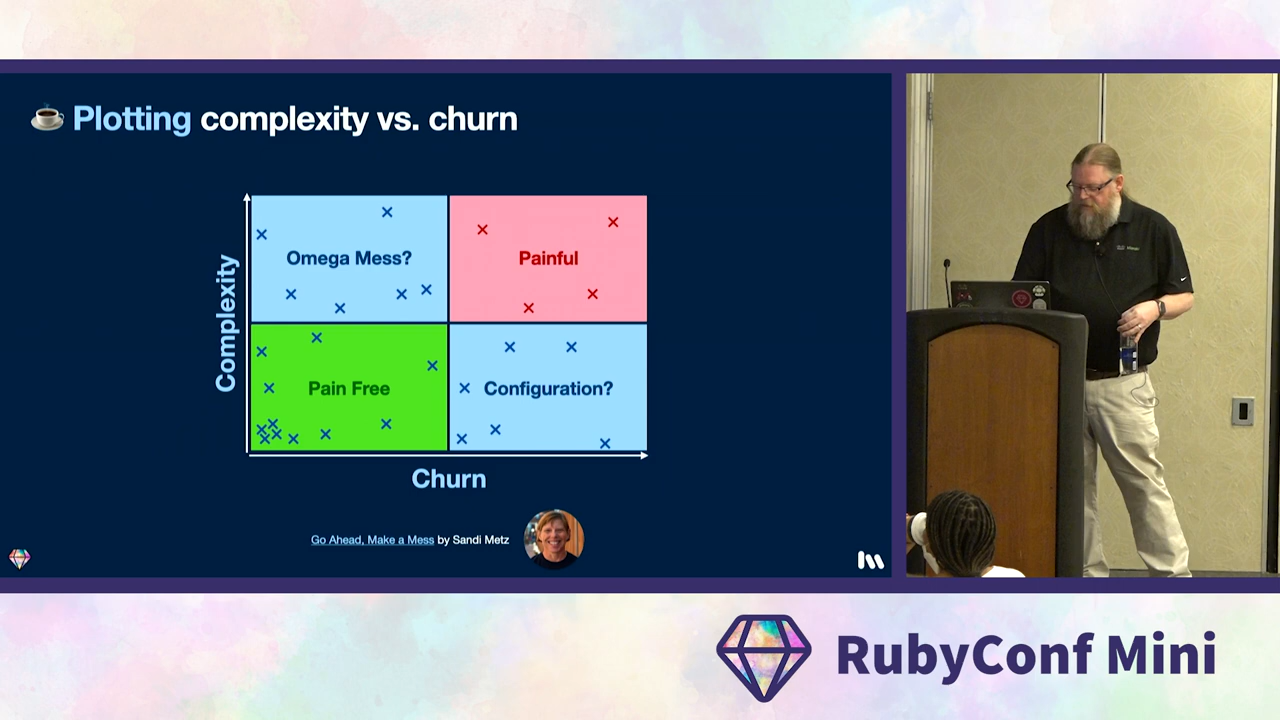 Plotting complexity vs. churn
Complexity
Omega Mess?
Painful
Pain Free
Configuration?
Churn
Go Ahead, Make a Mess by Sandi Metz
RubyConf Mini